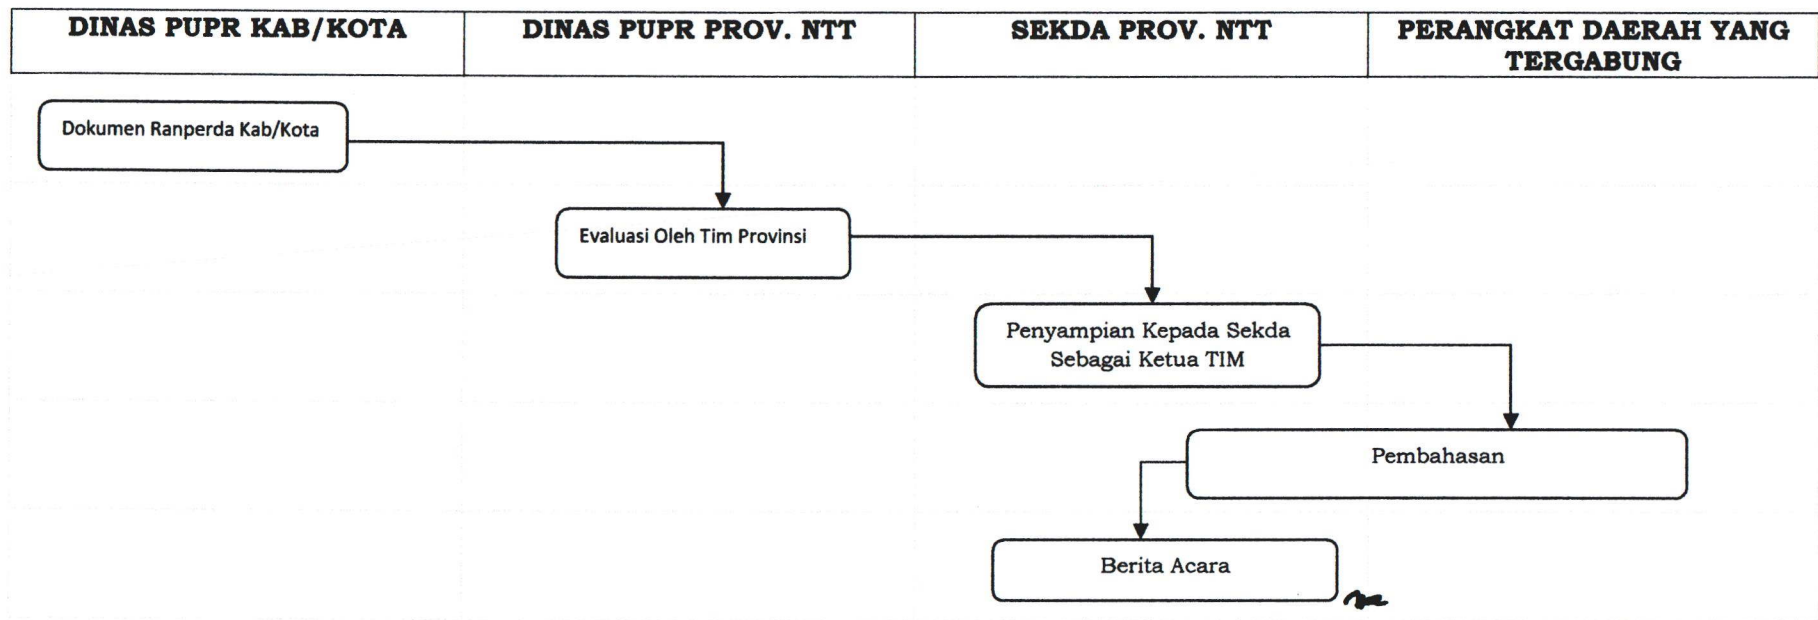 DINAS PUPR KAB/KOTA
DINAS PUPR PROV. NTT
SEKDA PROV. NTT
PERANGKAT DAERAH YANG
TERGABUNG
Dokumen Ranperda Kab/Kota
Evaluasi Oleh Tim Provinsi
Penyampian Kepada Sekda
Sebagai Ketua TIM
Pembahasan
Berita Acara